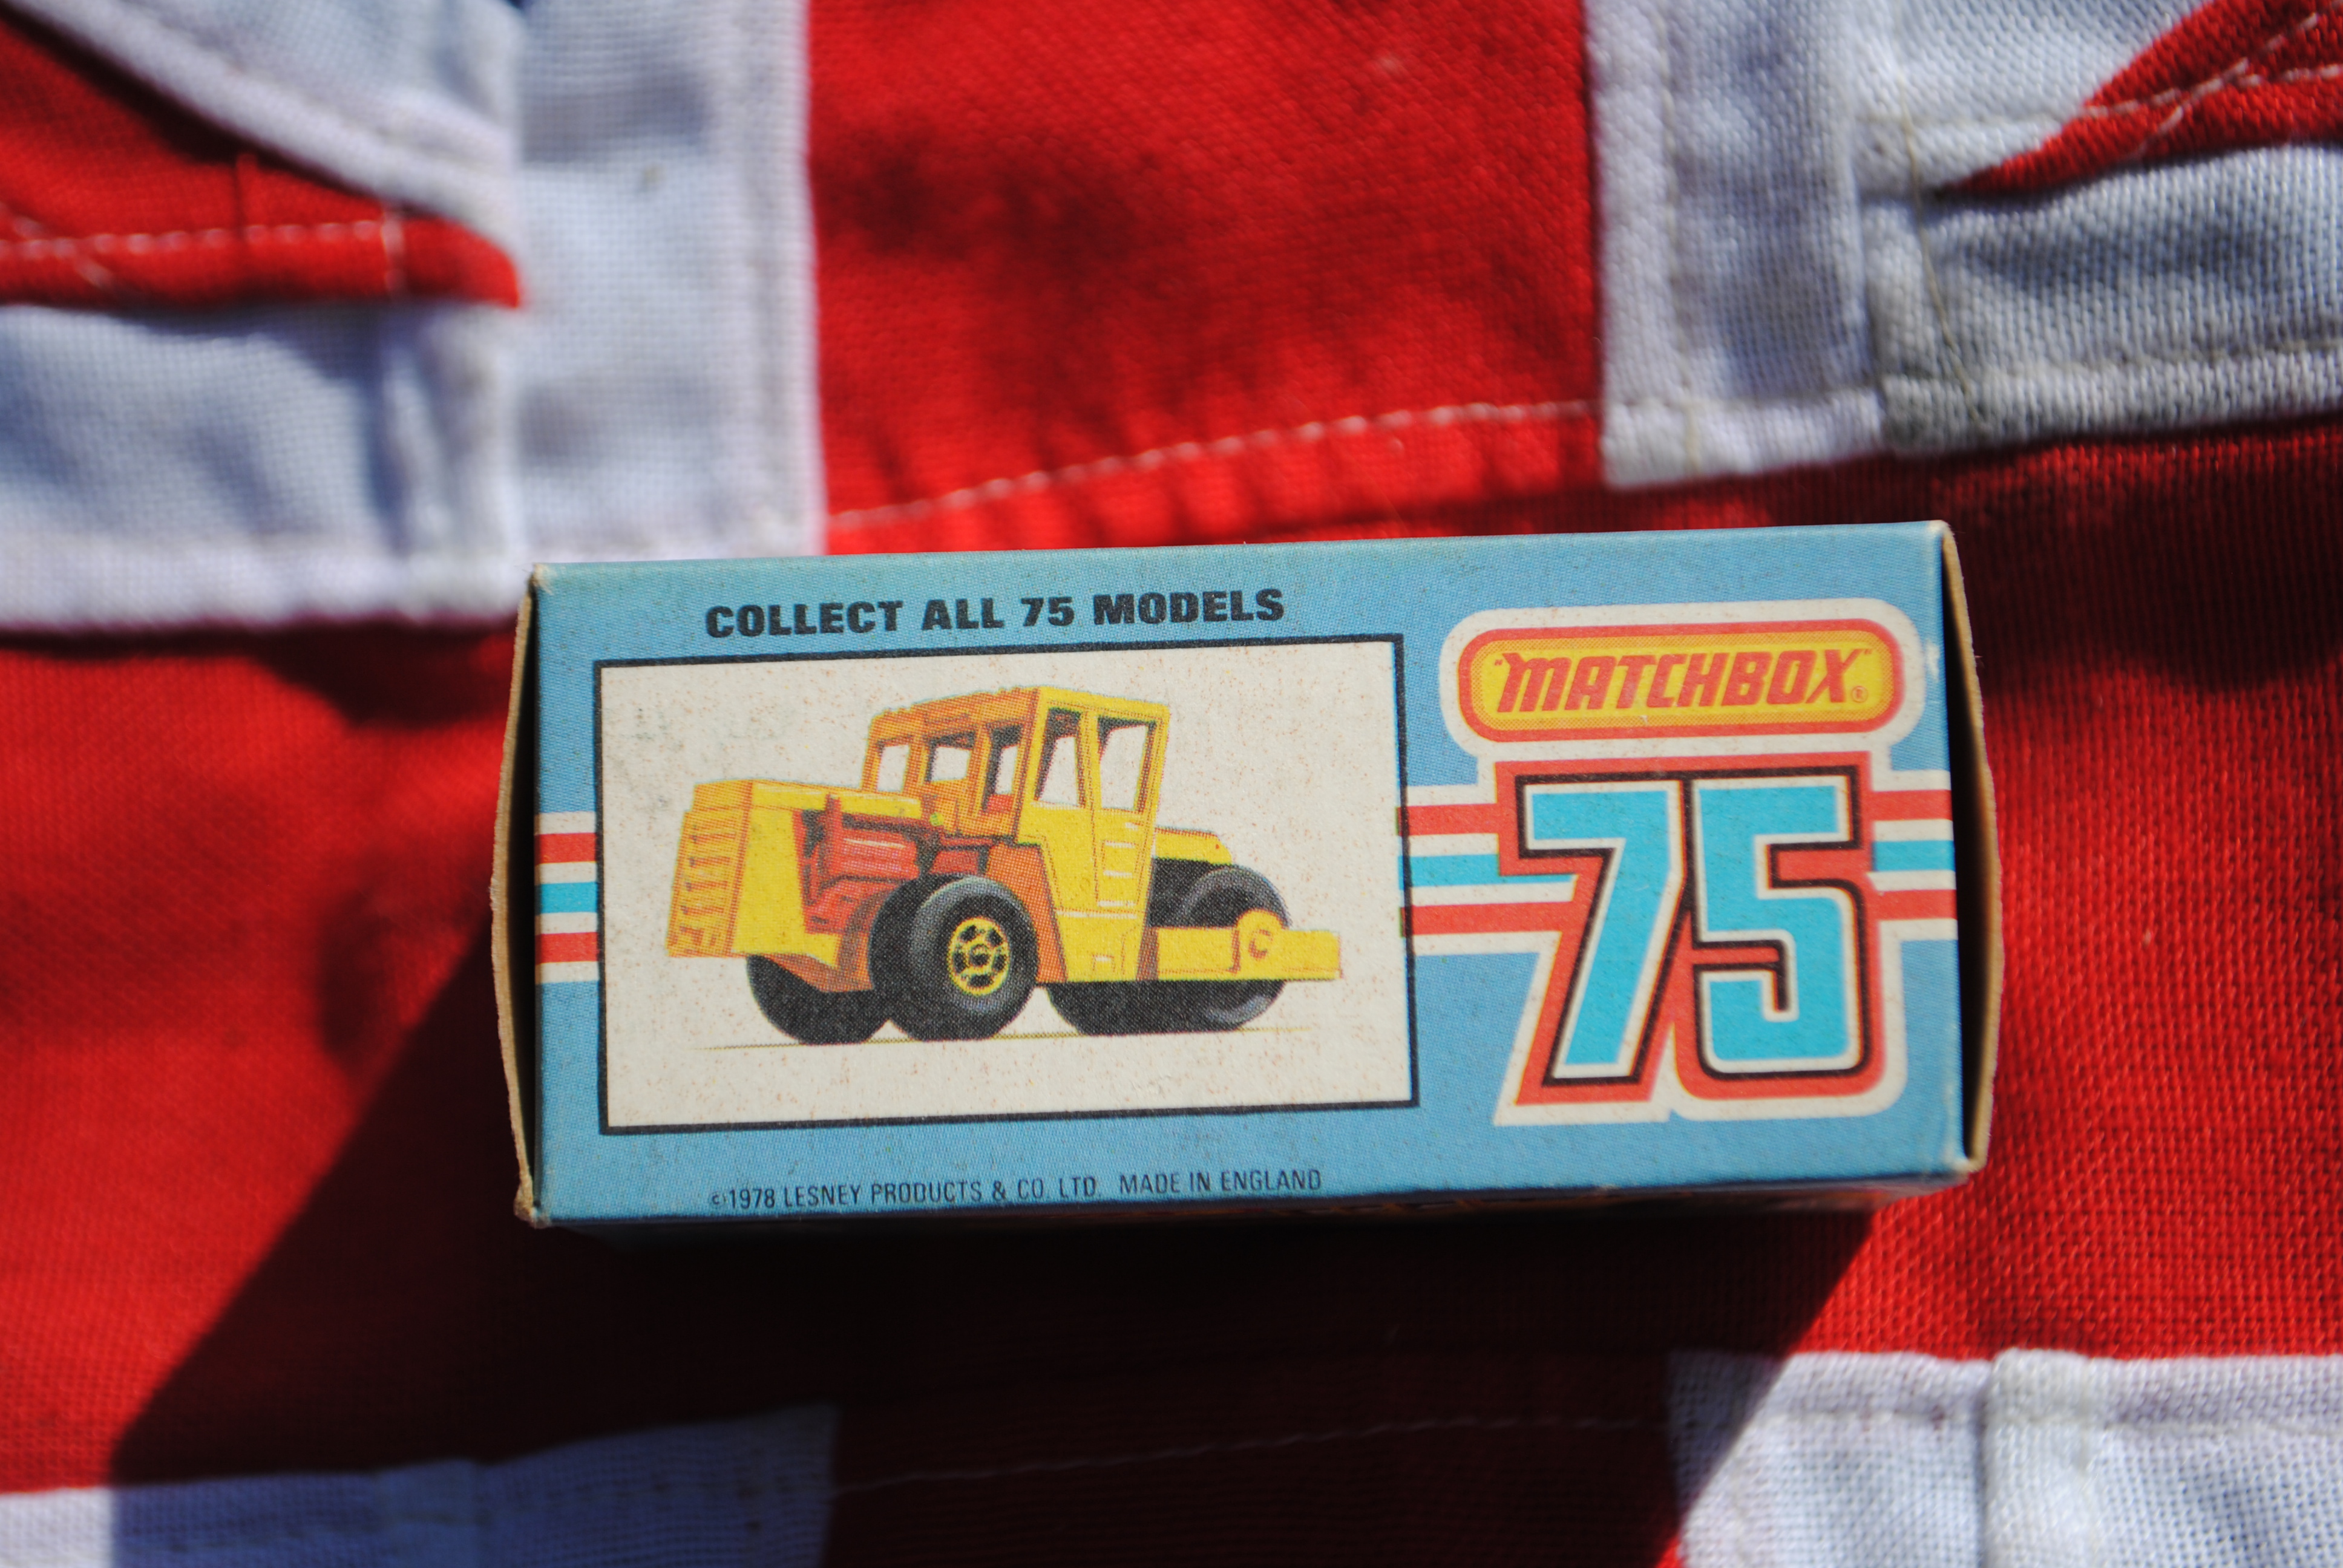 COLLECT ALL 75 MODELS
"MATCHBOX"®
75
©1978 LESNEY PRODUCTS & CO. LTD. MADE IN ENGLAND